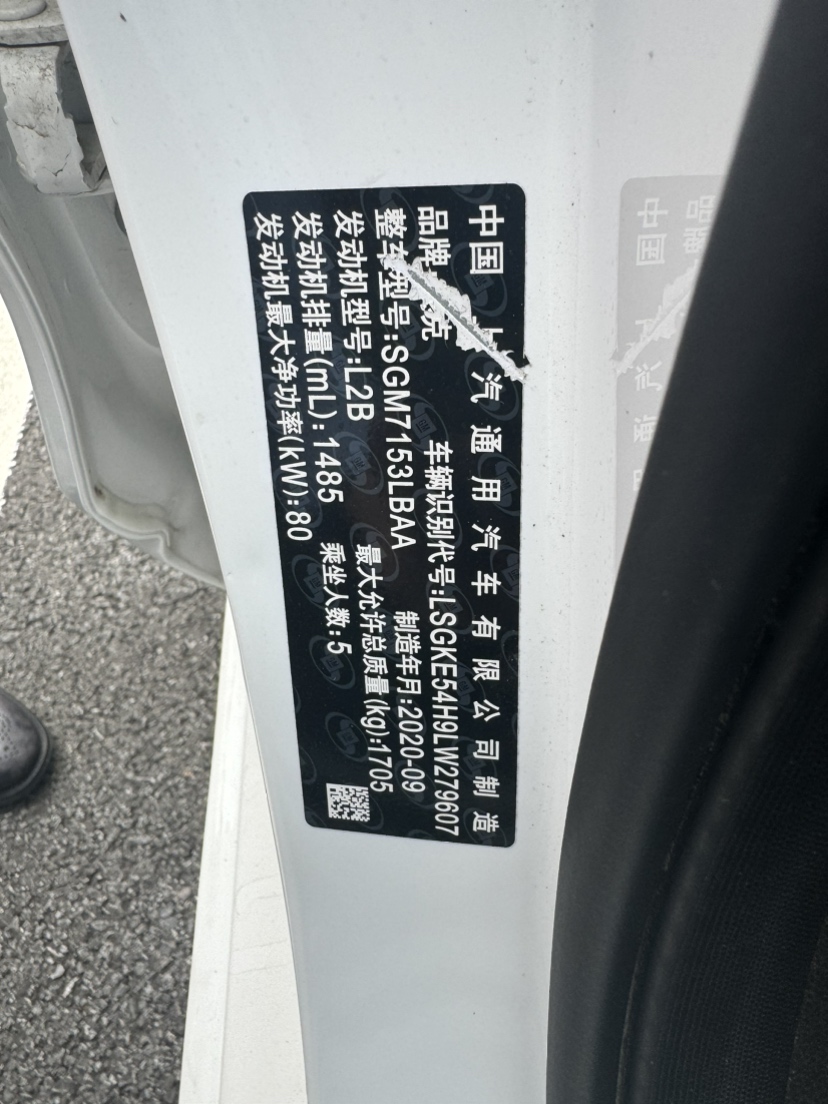 中国 上汽通用汽车有限公司制造
品牌 统 车辆识别代号:LSGKE54H9LW279607
整车型号:SGM7153LBAA 制造年月:2020-09
发动机型号:L2B 最大允许总质量(kg):1705
发动机排量(mL):1485 乘坐人数:5
发动机最大净功率(kW):80